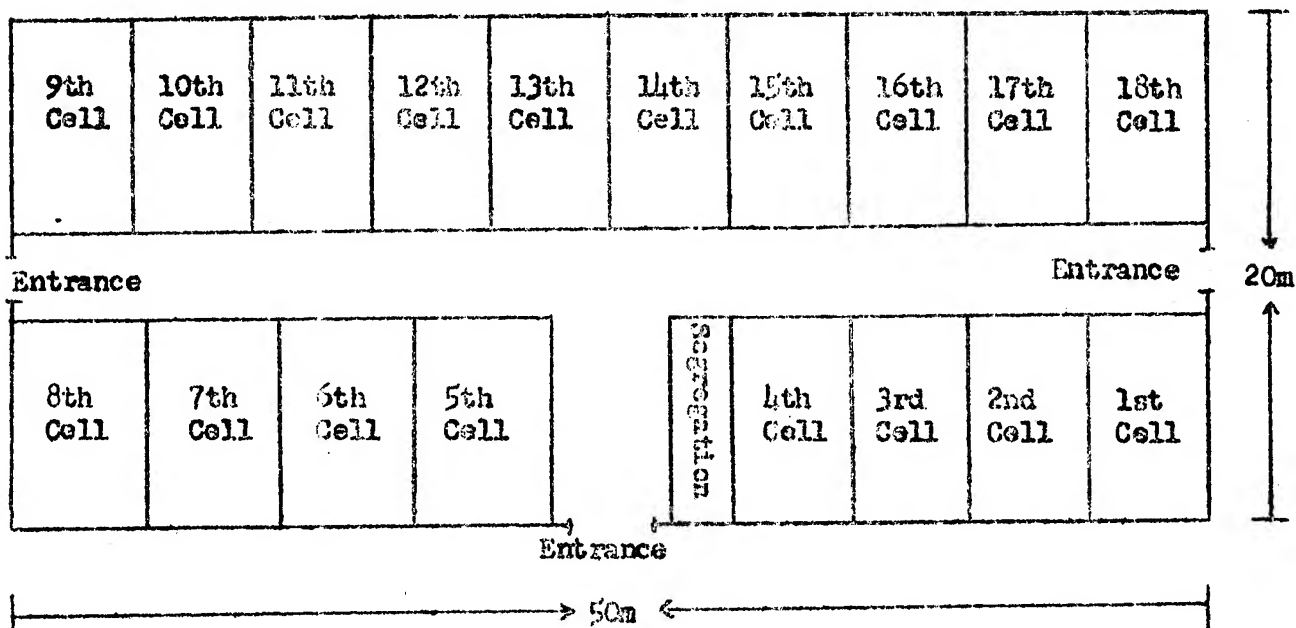 9th 10th 11th 12th 13th 14th 15th 16th 17th 18th
Cell Cell Cell Cell Cell Cell Cell Cell Cell Cell
Entrance Entrance 20m
8th 7th 6th 5th Segregation 4th 3rd 2nd 1st
Cell Cell Cell Cell Cell Cell Cell Cell
Entrance
50m